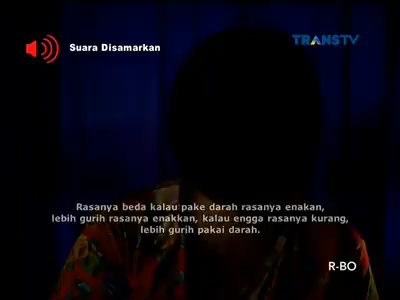 Suara Disamarkan
TRANSTV
Rasanya beda kalau pake darah rasanya enakan,
lebih gurih rasanya enakkan, kalau engga rasanya kurang,
lebih gurih pakai darah.
R-BO